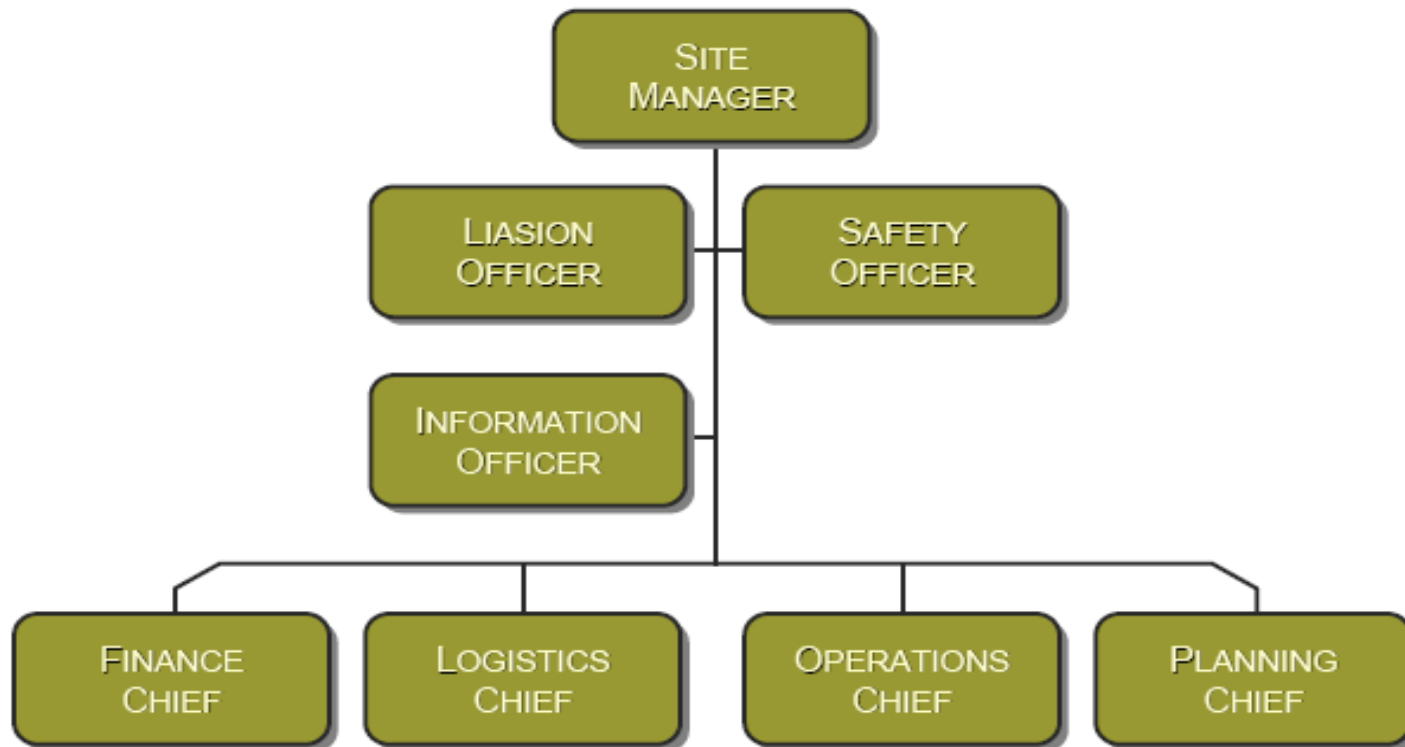 SITE
MANAGER
LIASION
OFFICER
SAFETY
OFFICER
INFORMATION
OFFICER
FINANCE
CHIEF
LOGISTICS
CHIEF
OPERATIONS
CHIEF
PLANNING
CHIEF